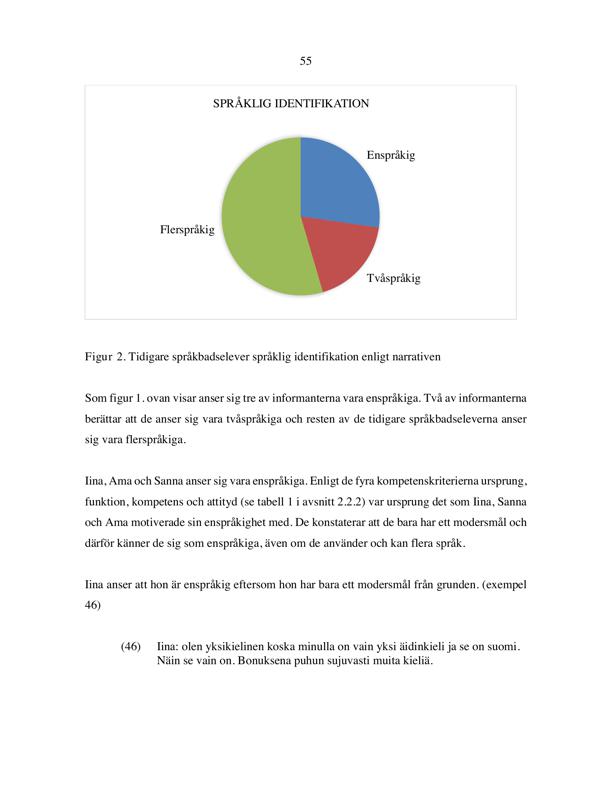 55
SPRÅKLIG IDENTIFIKATION
Enspråkig
Flerspråkig
Tvåspråkig
Figur 2. Tidigare språkbadselever språklig identifikation enligt narrativen
Som figur 1. ovan visar anser sig tre av informanterna vara enspråkiga. Två av informanterna
berättar att de anser sig vara tvåspråkiga och resten av de tidigare språkbadseleverna anser
sig vara flerspråkiga.
Iina, Ama och Sanna anser sig vara enspråkiga. Enligt de fyra kompetenskriterierna ursprung,
funktion, kompetens och attityd (se tabell 1 i avsnitt 2.2.2) var ursprung det som Iina, Sanna
och Ama motiverade sin enspråkighet med. De konstaterar att de bara har ett modersmål och
därför känner de sig som enspråkiga, även om de använder och kan flera språk.
Iina anser att hon är enspråkig eftersom hon har bara ett modersmål från grunden. (exempel
46)
(46) Iina: olen yksikielinen koska minulla on vain yksi äidinkieli ja se on suomi.
Näin se vain on. Bonuksena puhun sujuvasti muita kieliä.